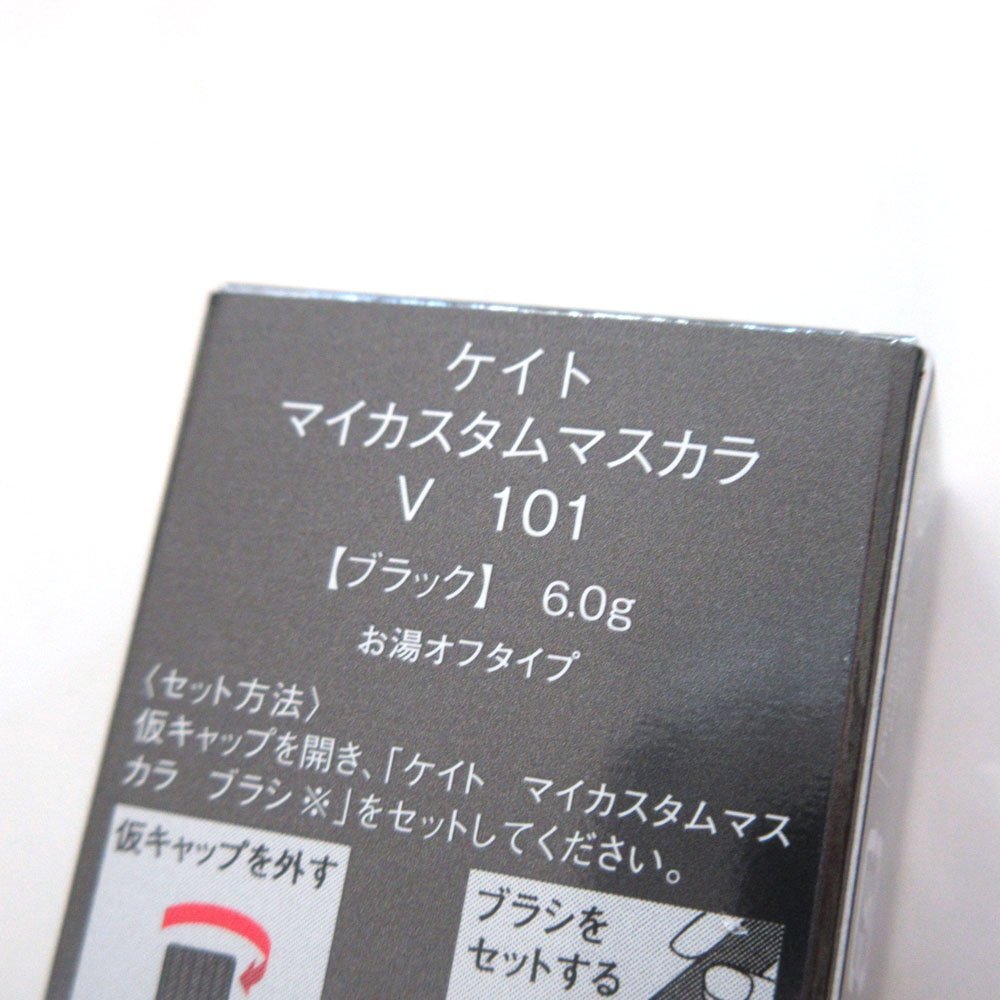 ケイト
マイカスタムマスカラ
V　101
【ブラック】　6.0g
お湯オフタイプ
〈セット方法〉
仮キャップを開き、「ケイト　マイカスタムマス
カラ　ブラシ※」をセットしてください。
仮キャップを外す
ブラシを
セットする